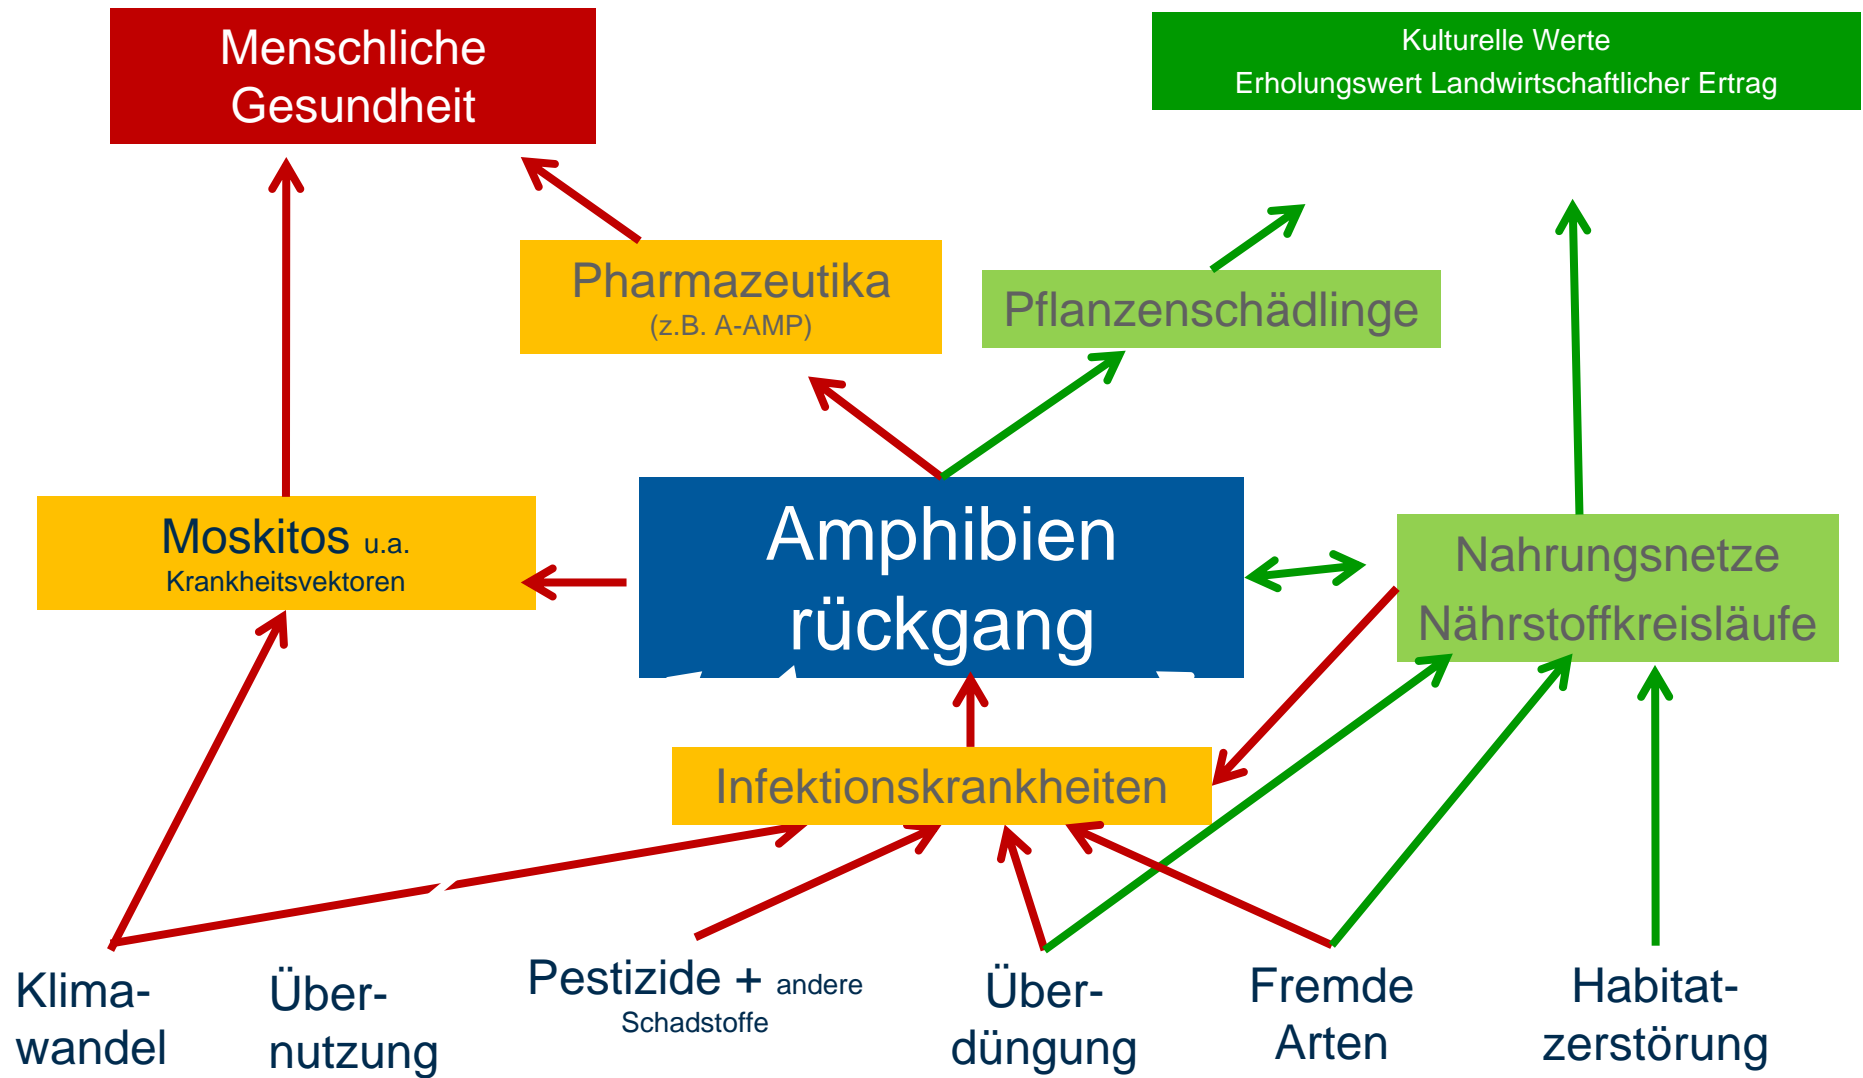 Menschliche
Gesundheit
Kulturelle Werte
Erholungswert Landwirtschaftlicher Ertrag
Pharmazeutika
(z.B. A-AMP)
Pflanzenschädlinge
Moskitos u.a.
Krankheitsvektoren
Amphibien
rückgang
Nahrungsnetze
Nährstoffkreisläufe
Infektionskrankheiten
Klima-
wandel
Über-
nutzung
Pestizide + andere
Schadstoffe
Über-
düngung
Fremde
Arten
Habitat-
zerstörung